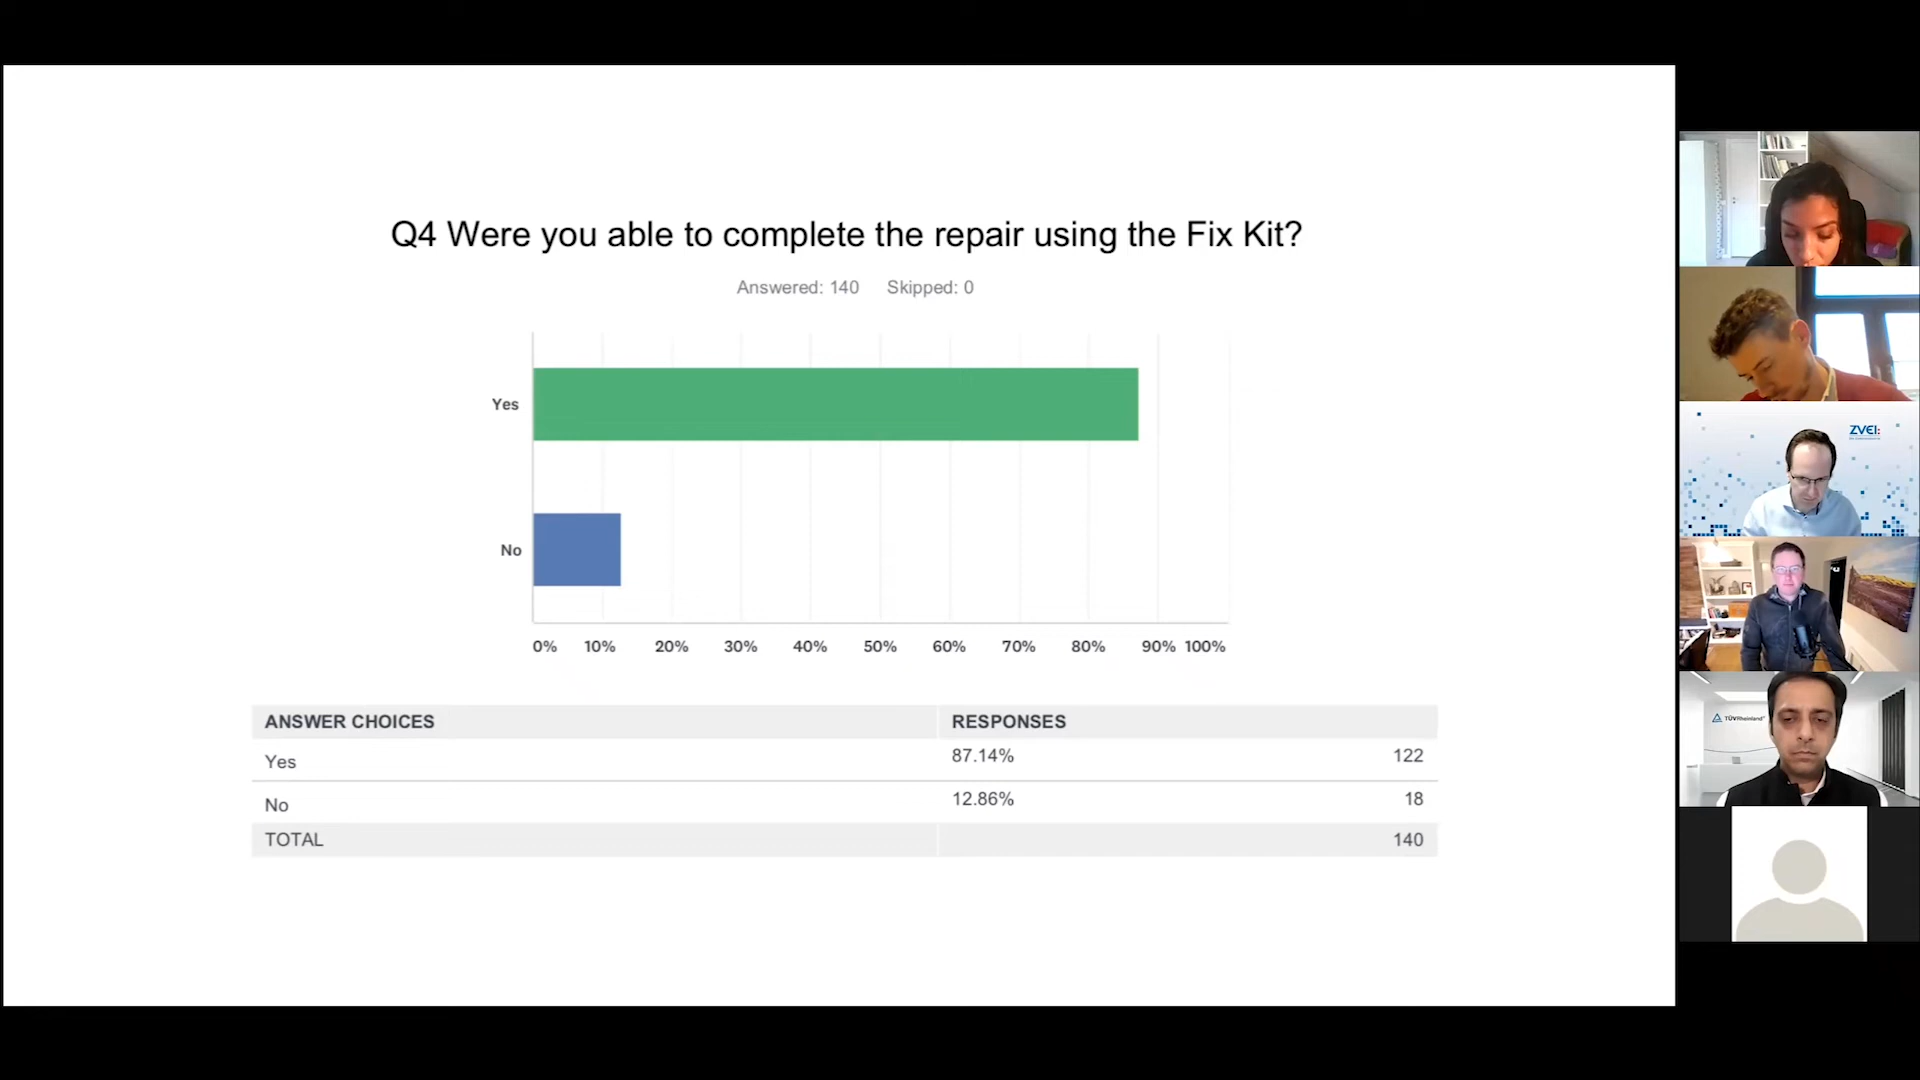 Q4 Were you able to complete the repair using the Fix Kit?
Answered: 140 Skipped: 0
Yes
No
0% 10% 20% 30% 40% 50% 60% 70% 80% 90% 100%
ANSWER CHOICES RESPONSES
Yes 87.14% 122
No 12.86% 18
TOTAL 140
ZVEI:
TÜVRheinland